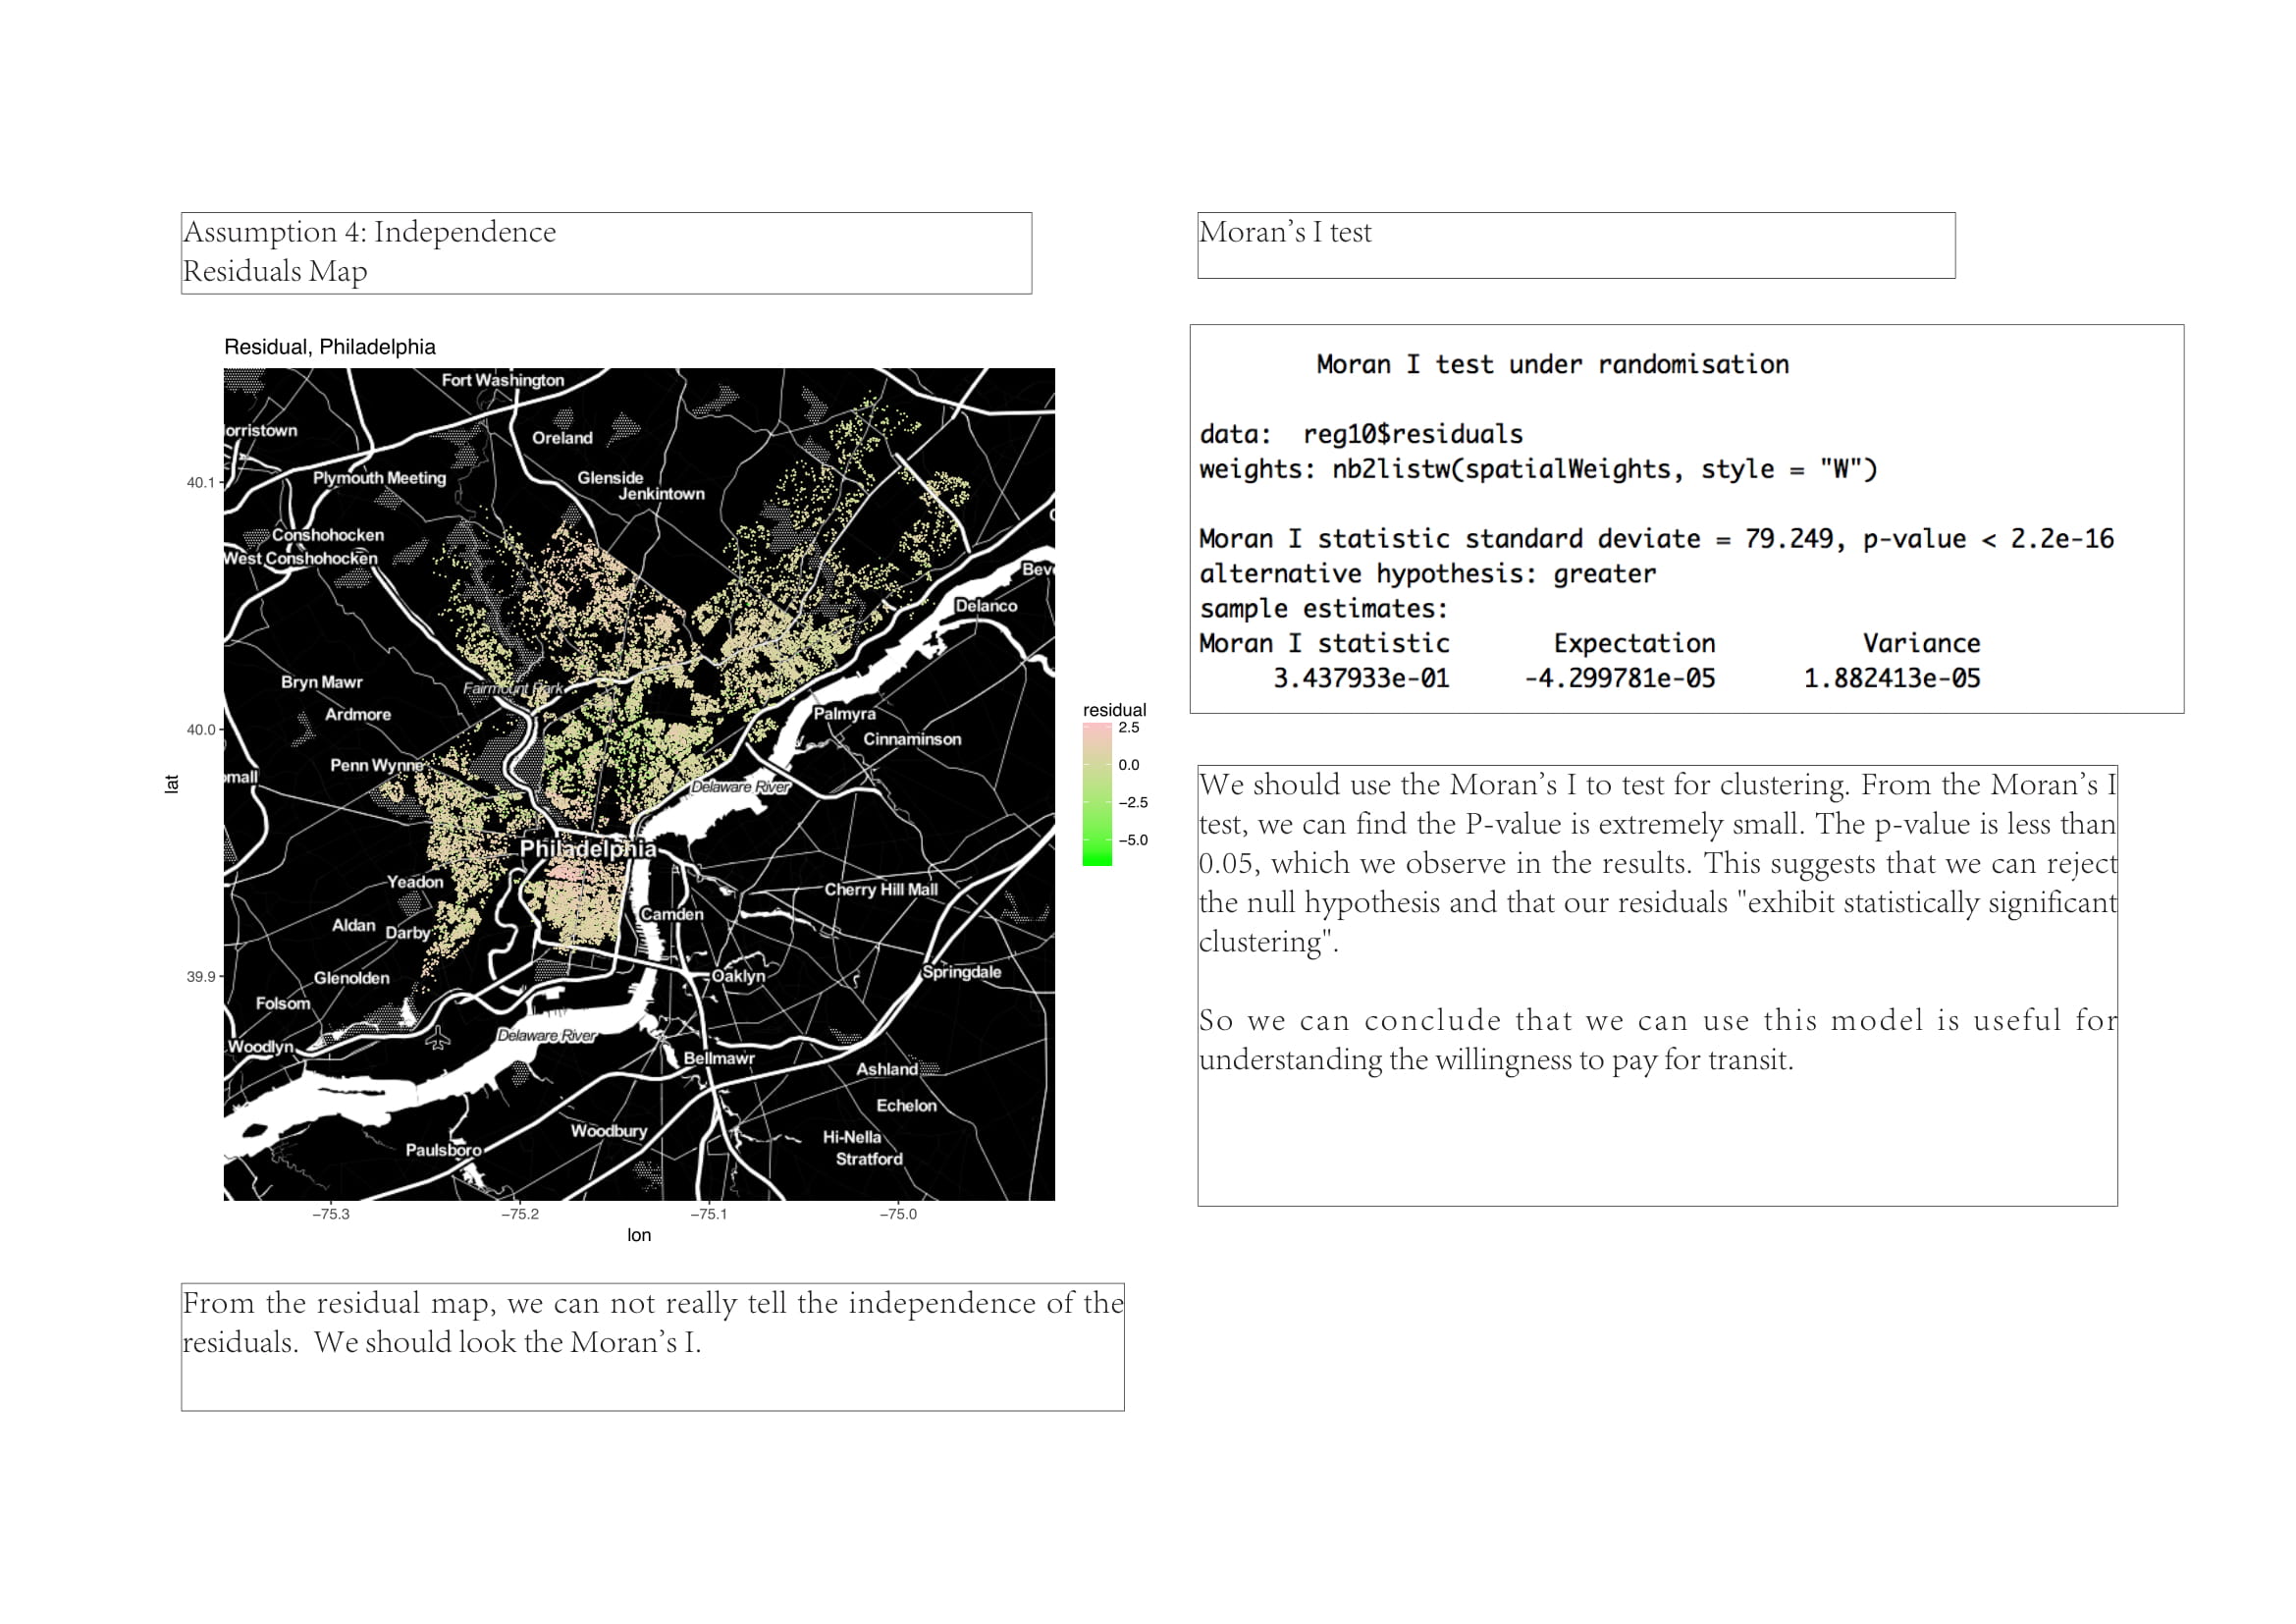 Assumption 4: Independence
Residuals Map
Residual, Philadelphia
Fort Washington
orristown
Oreland
Plymouth Meeting
Glenside
Jenkintown
40.1
Conshohocken
West Conshohocken
Bev
Delanco
Bryn Mawr
Fairmount Park
Ardmore
Palmyra
40.0
Cinnaminson
Penn Wynne
omall
lat
Delaware River
Philadelphia
Yeadon
Cherry Hill Mall
Camden
Aldan
Darby
39.9
Glenolden
Oaklyn
Springdale
Folsom
Delaware River
Woodlyn
Bellmawr
Ashland
Echelon
Woodbury
Hi-Nella
Paulsboro
Stratford
−75.3 −75.2 −75.1 −75.0
lon
residual
2.5
0.0
−2.5
−5.0
From the residual map, we can not really tell the independence of the
residuals. We should look the Moran’s I.
Moran’s I test
Moran I test under randomisation
data: reg10$residuals
weights: nb2listw(spatialWeights, style = "W")
Moran I statistic standard deviate = 79.249, p-value < 2.2e-16
alternative hypothesis: greater
sample estimates:
Moran I statistic Expectation Variance
3.437933e-01 -4.299781e-05 1.882413e-05
We should use the Moran’s I to test for clustering. From the Moran’s I
test, we can find the P-value is extremely small. The p-value is less than
0.05, which we observe in the results. This suggests that we can reject
the null hypothesis and that our residuals "exhibit statistically significant
clustering".
So we can conclude that we can use this model is useful for
understanding the willingness to pay for transit.